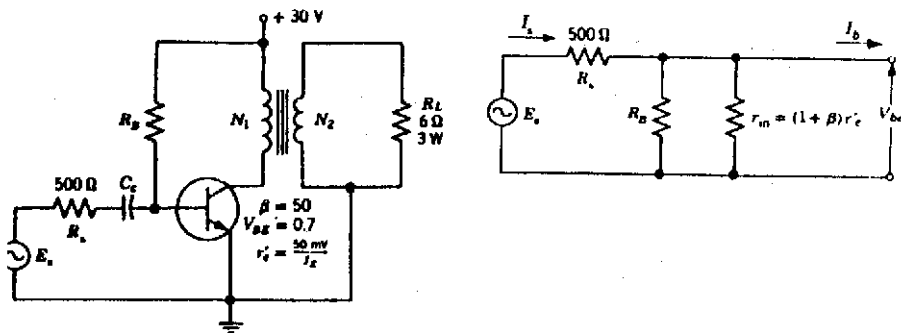 + 30 V
R_B
N_1
N_2
R_L
6 Ω
3 W
500 Ω
C_c
R_s
E_s
β = 50
V_BE = 0.7
r'_e = 50 mV / I_E
I_s
500 Ω
R_s
I_b
E_s
R_B
r_in = (1 + β) r'_e
V_be